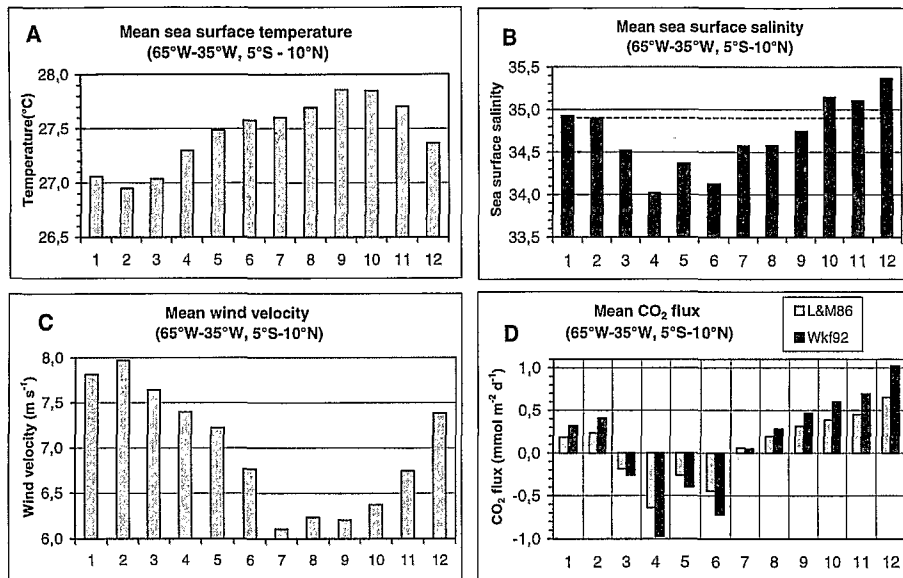 A
Mean sea surface temperature
(65°W-35°W, 5°S - 10°N)
Temperature(°C)
28,0
27,5
27,0
26,5
1 2 3 4 5 6 7 8 9 10 11 12
B
Mean sea surface salinity
(65°W-35°W, 5°S-10°N)
Sea surface salinity
35,5
35,0
34,5
34,0
33,5
1 2 3 4 5 6 7 8 9 10 11 12
C
Mean wind velocity
(65°W-35°W, 5°S-10°N)
Wind velocity (m s⁻¹)
8,0
7,5
7,0
6,5
6,0
1 2 3 4 5 6 7 8 9 10 11 12
D
Mean CO₂ flux
(65°W-35°W, 5°S-10°N)
L&M86
Wkf92
CO₂ flux (mmol m⁻² d⁻¹)
1,0
0,5
0,0
-0,5
-1,0
1 2 3 4 5 6 7 8 9 10 11 12